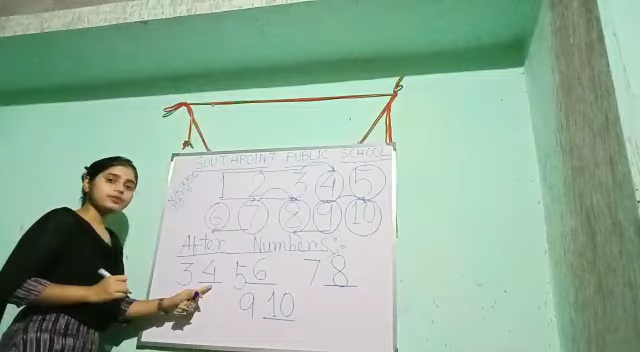 SOUTHPOINT PUBLIC SCHOOL
1 2 3 4 5
6 7 8 9 10
After Numbers:-
3 4 5 6 7 8
9 10